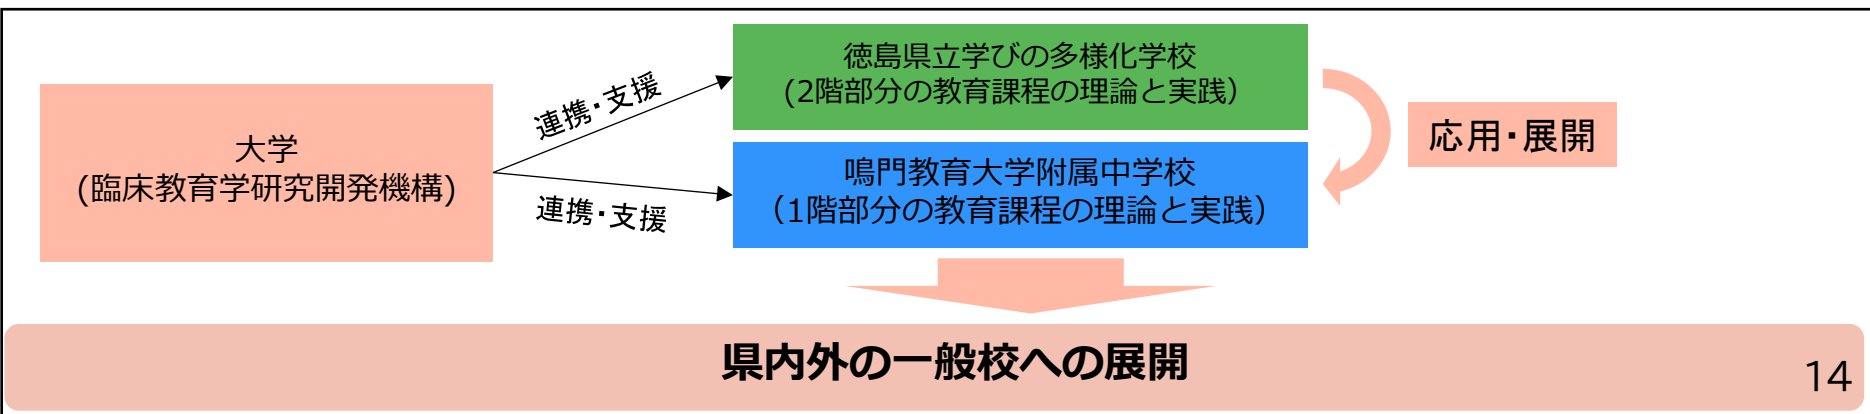 大学
(臨床教育学研究開発機構)
連携・支援
連携・支援
徳島県立学びの多様化学校
(2階部分の教育課程の理論と実践）
鳴門教育大学附属中学校
（1階部分の教育課程の理論と実践）
応用・展開
県内外の一般校への展開
14